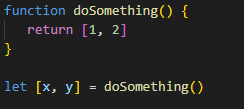 function doSomething() {
   return [1, 2]
}

let [x, y] = doSomething()